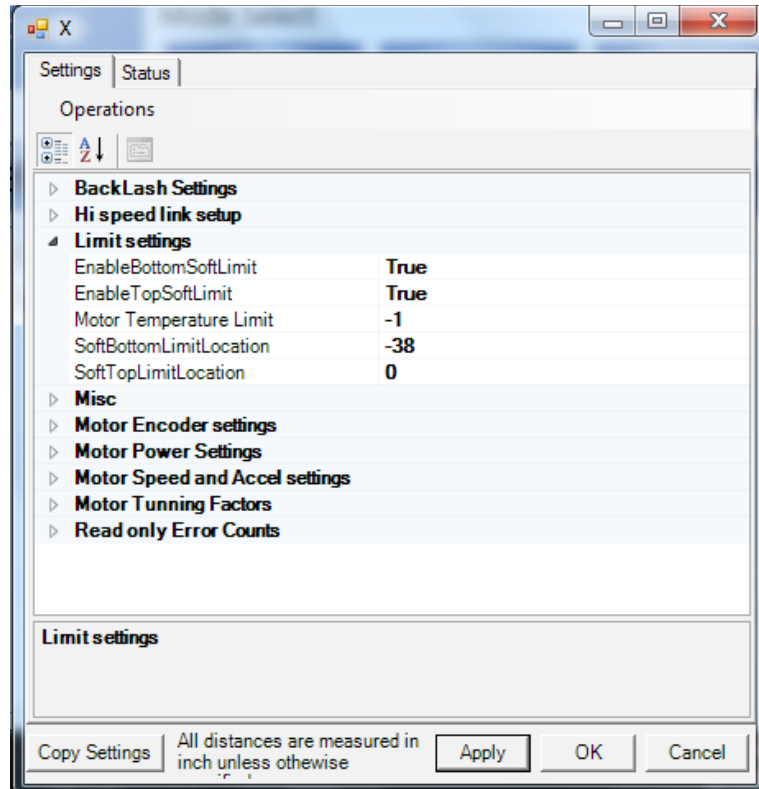 X
Settings Status
Operations
BackLash Settings
Hi speed link setup
Limit settings
EnableBottomSoftLimit True
EnableTopSoftLimit True
Motor Temperature Limit -1
SoftBottomLimitLocation -38
SoftTopLimitLocation 0
Misc
Motor Encoder settings
Motor Power Settings
Motor Speed and Accel settings
Motor Tunning Factors
Read only Error Counts
Limit settings
Copy Settings
All distances are measured in
inch unless othewise
Apply OK Cancel